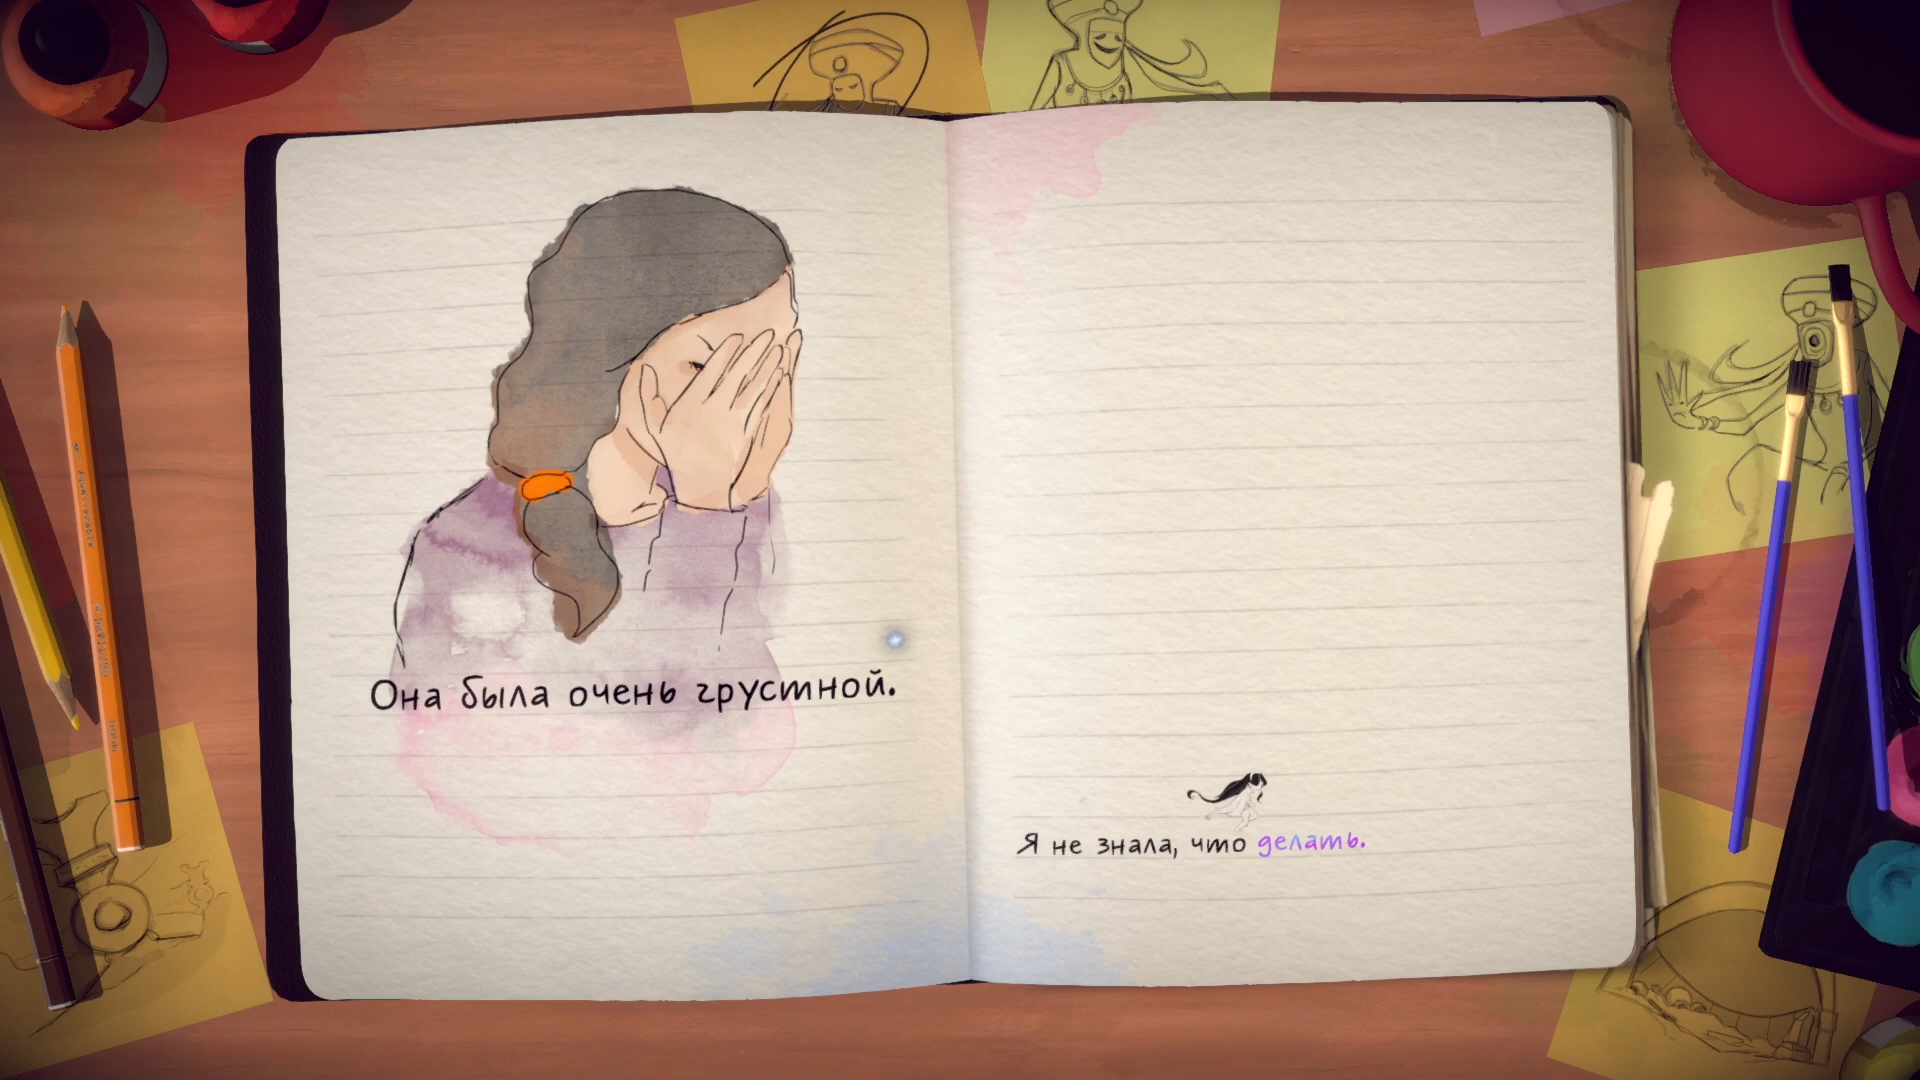 Она была очень грустной.
Я не знала, что делать.